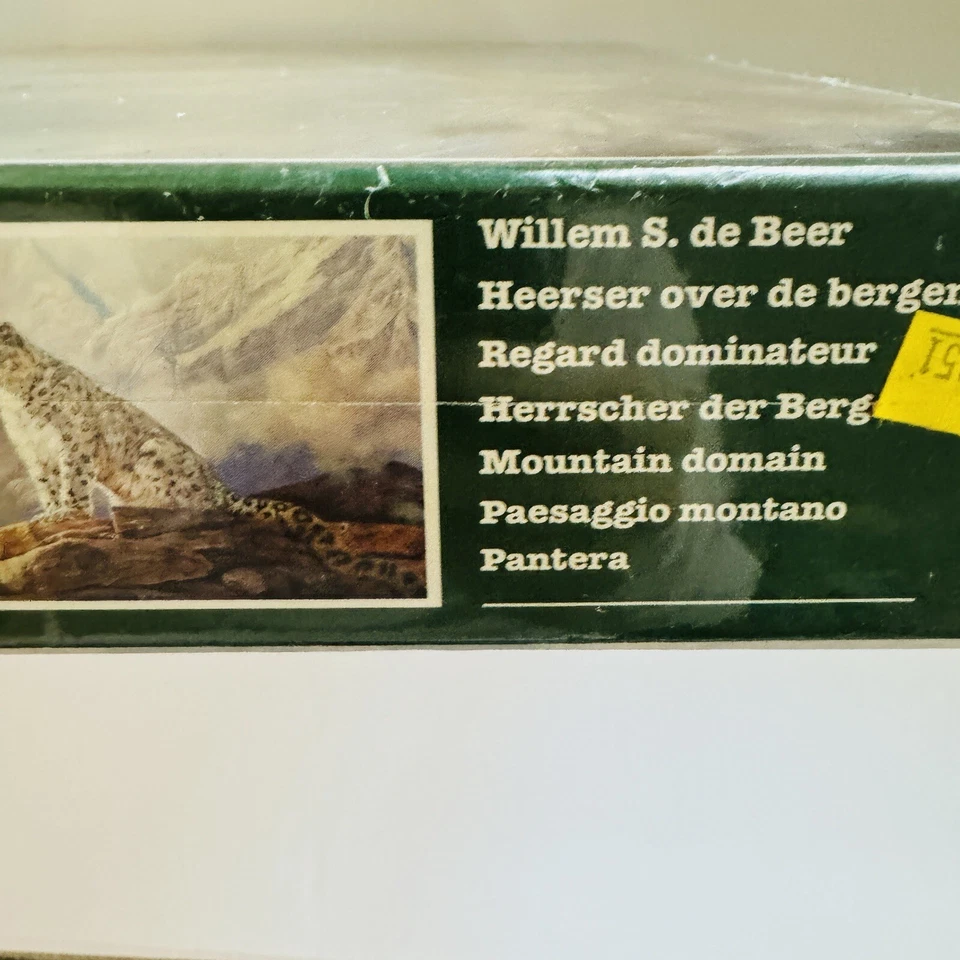 Willem S. de Beer
Heerser over de bergen
Regard dominateur
Herrscher der Berg
Mountain domain
Paesaggio montano
Pantera